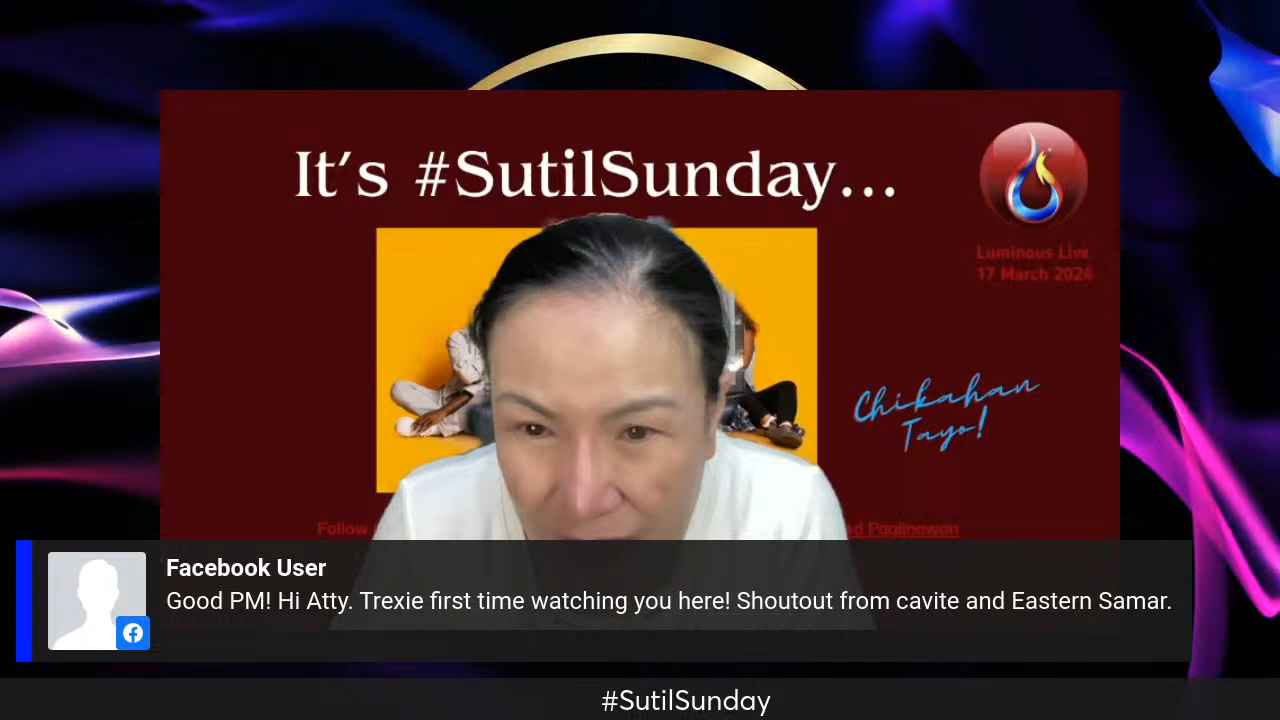 It's #SutilSunday...
Luminous Live
17 March 2024
Chikahan
Tayo!
Follow
Paglinawan
Facebook User
Good PM! Hi Atty. Trexie first time watching you here! Shoutout from cavite and Eastern Samar.
#SutilSunday